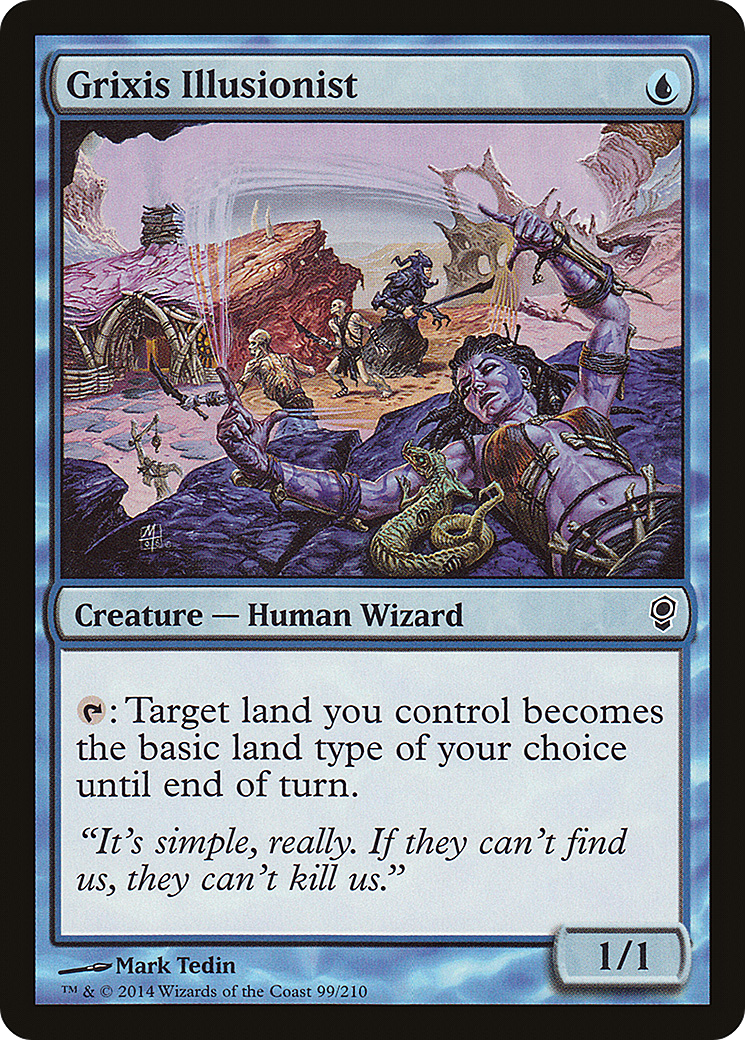 Grixis Illusionist
Creature — Human Wizard
: Target land you control becomes
the basic land type of your choice
until end of turn.
“It’s simple, really. If they can’t find
us, they can’t kill us.”
1/1
Mark Tedin
™ & © 2014 Wizards of the Coast 99/210